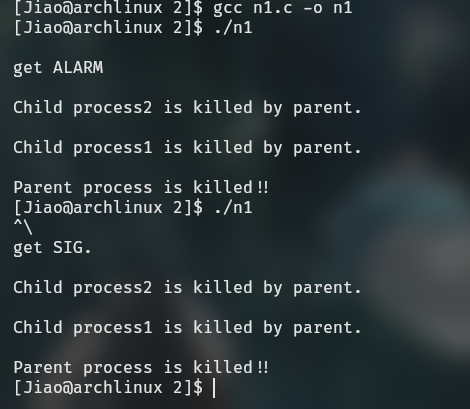 [Jiao@archlinux 2]$ gcc n1.c -o n1
[Jiao@archlinux 2]$ ./n1
get ALARM
Child process2 is killed by parent.
Child process1 is killed by parent.
Parent process is killed!!
[Jiao@archlinux 2]$ ./n1
^\
get SIG.
Child process2 is killed by parent.
Child process1 is killed by parent.
Parent process is killed!!
[Jiao@archlinux 2]$